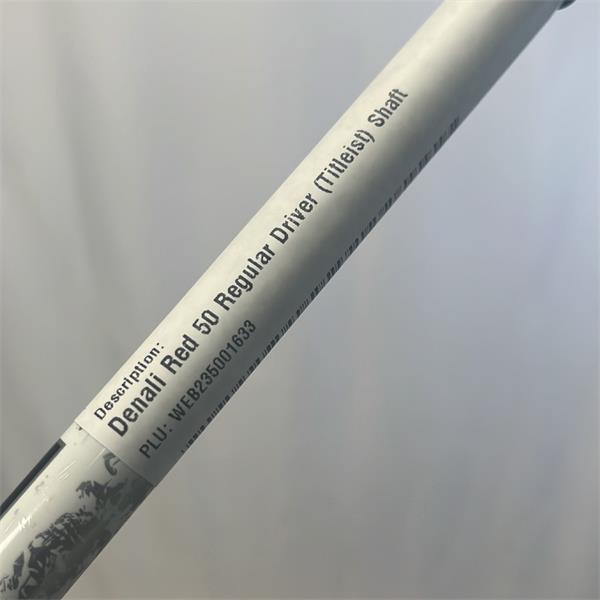 Description:
Denali Red 50 Regular Driver (Titleist) Shaft
PLU: WEB235001633